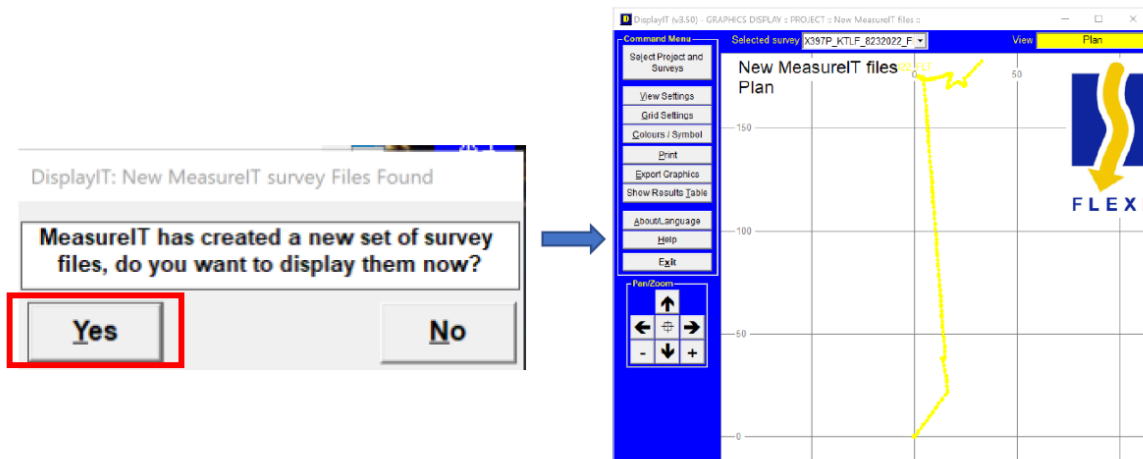 DisplayIT: New MeasureIT survey Files Found
MeasureIT has created a new set of survey
files, do you want to display them now?
Yes
No
DisplayIT (v3.50) - GRAPHICS DISPLAY :: PROJECT :: New MeasureIT files ::
Command Menu
Select Project and
Surveys
View Settings
Grid Settings
Colours / Symbol
Print
Export Graphics
Show Results Table
About/Language
Help
Exit
Pan/Zoom
-
+
Selected survey X397P_KTLF_8232022_F
View Plan
New MeasureIT files
Plan
0
50
150
100
50
0
FLEXI